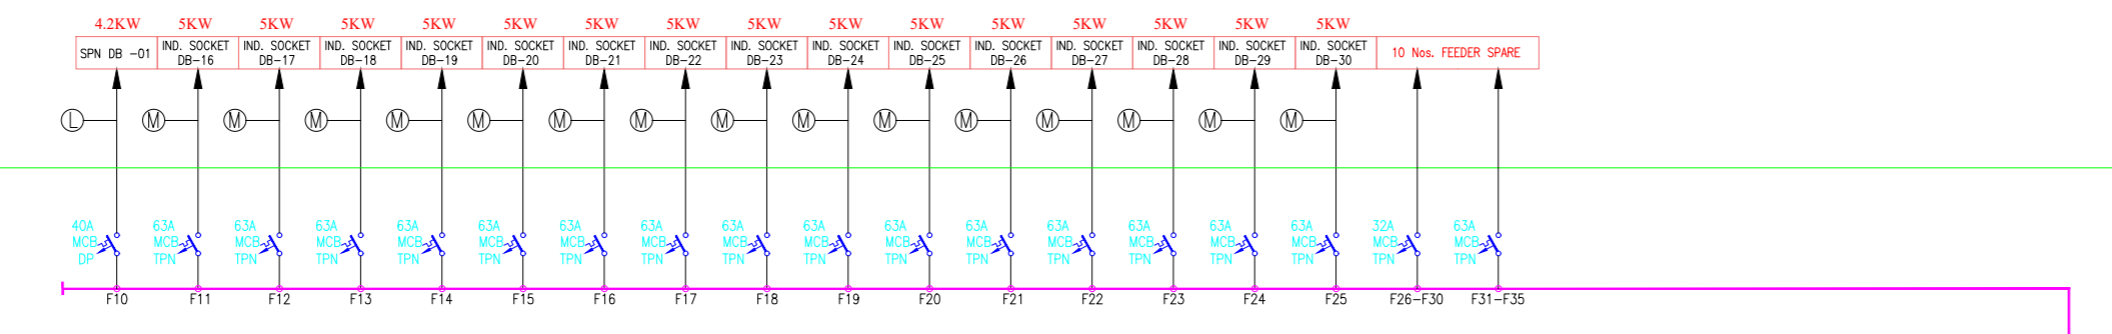 4.2KW 5KW 5KW 5KW 5KW 5KW 5KW 5KW 5KW 5KW 5KW 5KW 5KW 5KW 5KW 5KW
SPN DB -01
IND. SOCKET
DB-16
IND. SOCKET
DB-17
IND. SOCKET
DB-18
IND. SOCKET
DB-19
IND. SOCKET
DB-20
IND. SOCKET
DB-21
IND. SOCKET
DB-22
IND. SOCKET
DB-23
IND. SOCKET
DB-24
IND. SOCKET
DB-25
IND. SOCKET
DB-26
IND. SOCKET
DB-27
IND. SOCKET
DB-28
IND. SOCKET
DB-29
IND. SOCKET
DB-30
10 Nos. FEEDER SPARE
L M M M M M M M M M M M M M M M
40A
MCB
DP
63A
MCB
TPN
63A
MCB
TPN
63A
MCB
TPN
63A
MCB
TPN
63A
MCB
TPN
63A
MCB
TPN
63A
MCB
TPN
63A
MCB
TPN
63A
MCB
TPN
63A
MCB
TPN
63A
MCB
TPN
63A
MCB
TPN
63A
MCB
TPN
63A
MCB
TPN
63A
MCB
TPN
32A
MCB
TPN
63A
MCB
TPN
F10 F11 F12 F13 F14 F15 F16 F17 F18 F19 F20 F21 F22 F23 F24 F25 F26-F30 F31-F35